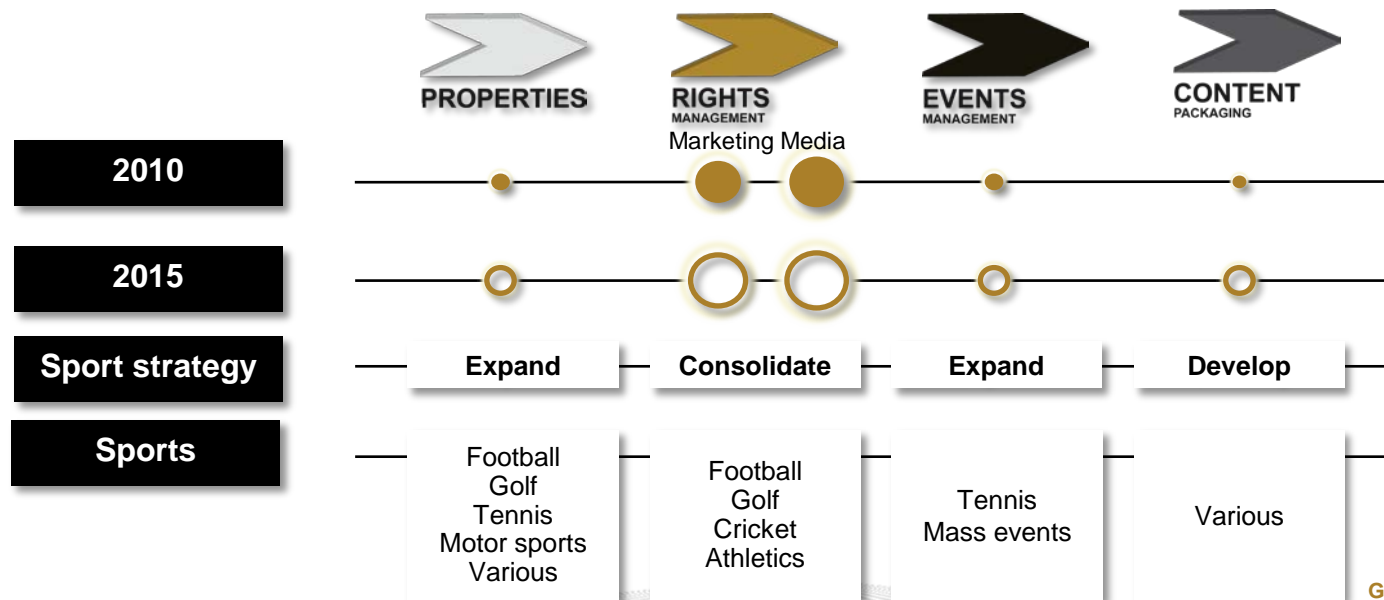 PROPERTIES
RIGHTS
MANAGEMENT
EVENTS
MANAGEMENT
CONTENT
PACKAGING
Marketing Media
2010
2015
Sport strategy
Expand
Consolidate
Expand
Develop
Sports
Football
Golf
Tennis
Motor sports
Various
Football
Golf
Cricket
Athletics
Tennis
Mass events
Various
G